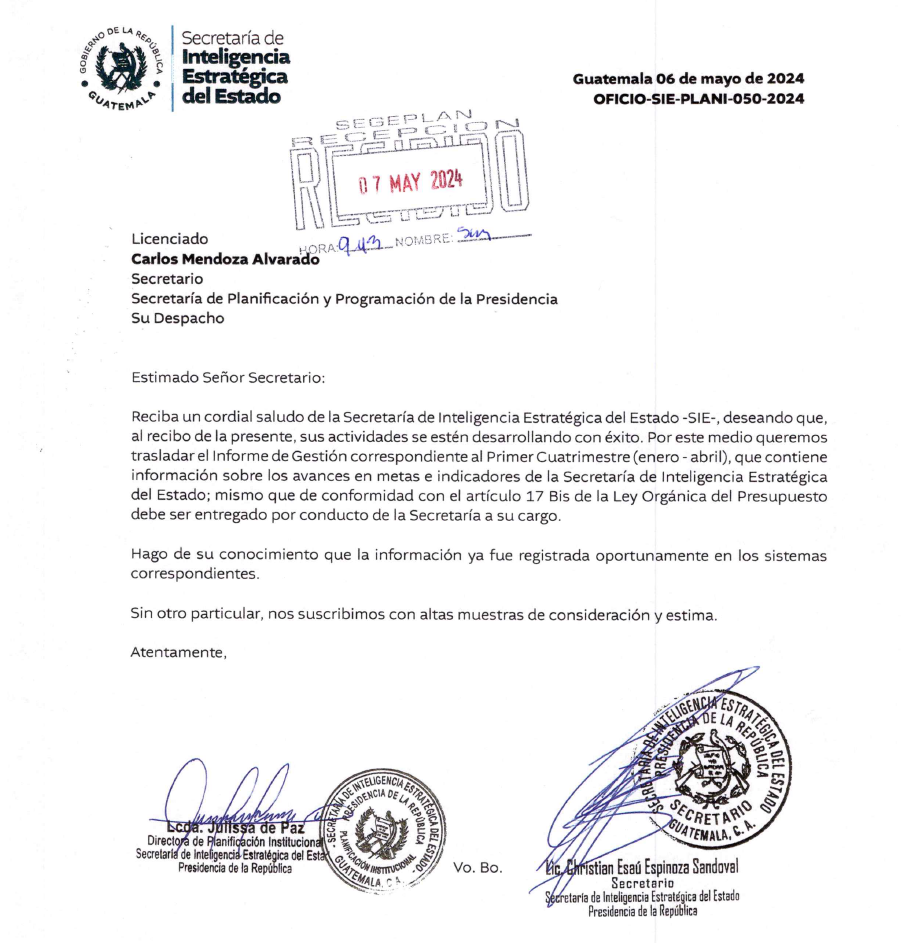 GOBIERNO DE LA REPÚBLICA
GUATEMALA
Secretaría de
Inteligencia
Estratégica
del Estado
Guatemala 06 de mayo de 2024
OFICIO-SIE-PLANI-050-2024
SEGEPLAN
RECEPCION
RECIBIDO
07 MAY 2024
HORA: 9:43 NOMBRE:
Licenciado
Carlos Mendoza Alvarado
Secretario
Secretaría de Planificación y Programación de la Presidencia
Su Despacho
Estimado Señor Secretario:
Reciba un cordial saludo de la Secretaría de Inteligencia Estratégica del Estado -SIE-, deseando que,
al recibo de la presente, sus actividades se estén desarrollando con éxito. Por este medio queremos
trasladar el Informe de Gestión correspondiente al Primer Cuatrimestre (enero - abril), que contiene
información sobre los avances en metas e indicadores de la Secretaría de Inteligencia Estratégica
del Estado; mismo que de conformidad con el artículo 17 Bis de la Ley Orgánica del Presupuesto
debe ser entregado por conducto de la Secretaría a su cargo.
Hago de su conocimiento que la información ya fue registrada oportunamente en los sistemas
correspondientes.
Sin otro particular, nos suscribimos con altas muestras de consideración y estima.
Atentamente,
Lcda. Julissa de Paz
Directora de Planificación Institucional
Secretaría de Inteligencia Estratégica del Esta
Presidencia de la República
SECRETARÍA DE INTELIGENCIA ESTRATÉGICA DEL ESTADO
PRESIDENCIA DE LA REPÚBLICA
PLANIFICACIÓN INSTITUCIONAL
GUATEMALA, C. A.
Vo. Bo.
SECRETARÍA DE INTELIGENCIA ESTRATÉGICA DEL ESTADO
PRESIDENCIA DE LA REPÚBLICA
SECRETARIO
GUATEMALA, C. A.
Lic. Christian Esaú Espinoza Sandoval
Secretario
Secretaría de Inteligencia Estratégica del Estado
Presidencia de la República